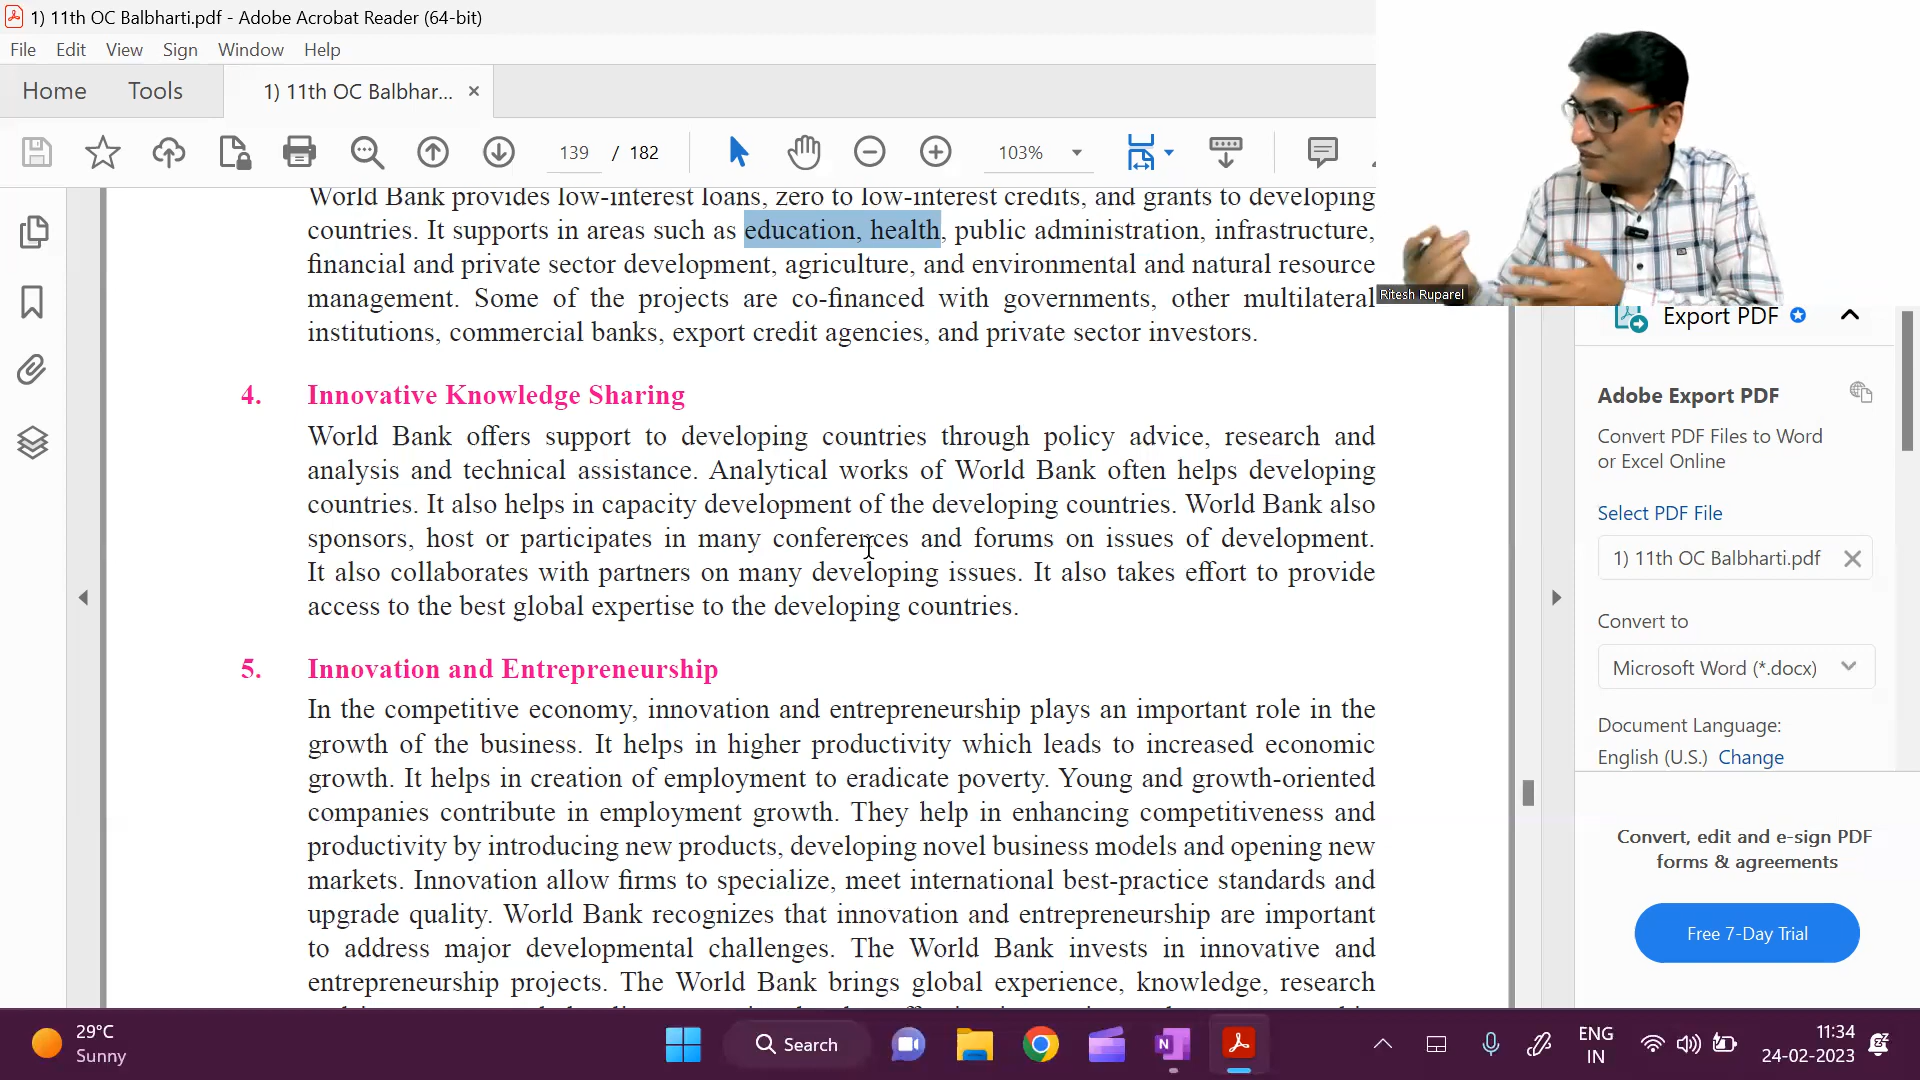 1) 11th OC Balbharti.pdf - Adobe Acrobat Reader (64-bit)
File Edit View Sign Window Help
Home Tools 1) 11th OC Balbhar... ×
139 / 182 103%
World Bank provides low-interest loans, zero to low-interest credits, and grants to developing
countries. It supports in areas such as education, health, public administration, infrastructure,
financial and private sector development, agriculture, and environmental and natural resource
management. Some of the projects are co-financed with governments, other multilateral
institutions, commercial banks, export credit agencies, and private sector investors.
4. Innovative Knowledge Sharing
World Bank offers support to developing countries through policy advice, research and
analysis and technical assistance. Analytical works of World Bank often helps developing
countries. It also helps in capacity development of the developing countries. World Bank also
sponsors, host or participates in many conferences and forums on issues of development.
It also collaborates with partners on many developing issues. It also takes effort to provide
access to the best global expertise to the developing countries.
5. Innovation and Entrepreneurship
In the competitive economy, innovation and entrepreneurship plays an important role in the
growth of the business. It helps in higher productivity which leads to increased economic
growth. It helps in creation of employment to eradicate poverty. Young and growth-oriented
companies contribute in employment growth. They help in enhancing competitiveness and
productivity by introducing new products, developing novel business models and opening new
markets. Innovation allow firms to specialize, meet international best-practice standards and
upgrade quality. World Bank recognizes that innovation and entrepreneurship are important
to address major developmental challenges. The World Bank invests in innovative and
entrepreneurship projects. The World Bank brings global experience, knowledge, research
Ritesh Ruparel
Export PDF
Adobe Export PDF
Convert PDF Files to Word
or Excel Online
Select PDF File
1) 11th OC Balbharti.pdf
Convert to
Microsoft Word (*.docx)
Document Language:
English (U.S.) Change
Convert, edit and e-sign PDF
forms & agreements
Free 7-Day Trial
29°C
Sunny
Search
ENG
IN
11:34
24-02-2023